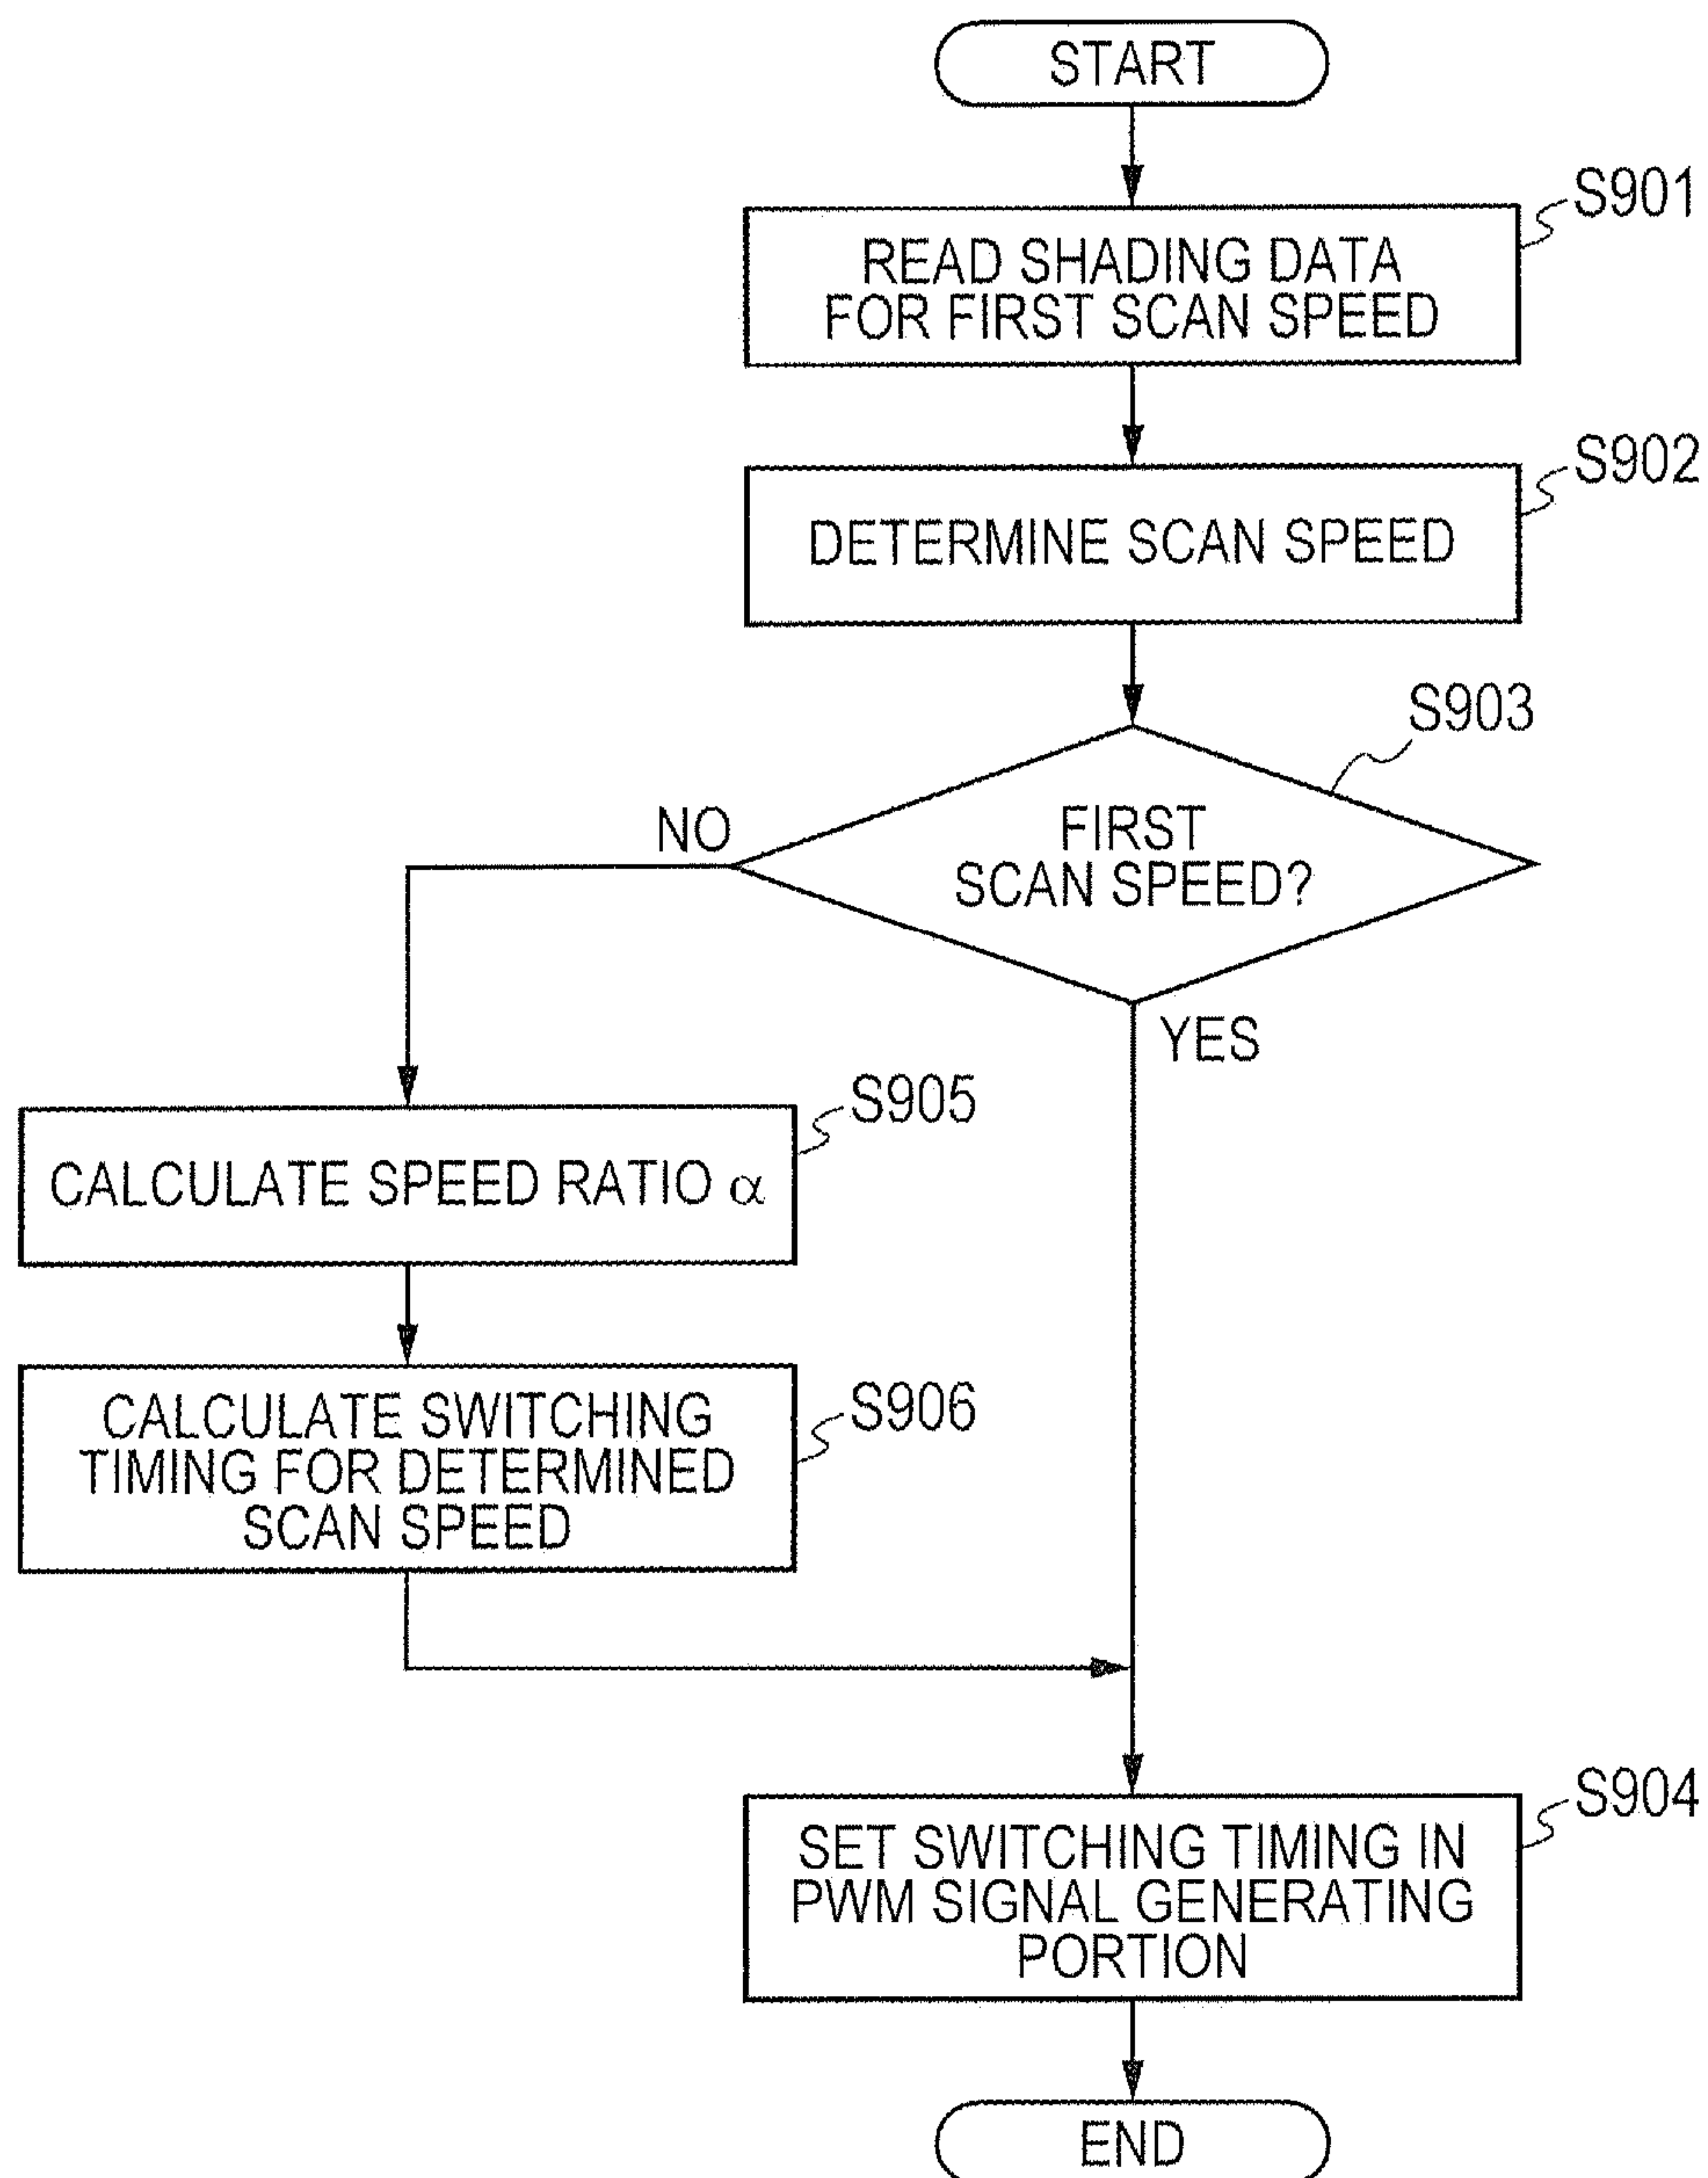 START
S901
READ SHADING DATA
FOR FIRST SCAN SPEED
S902
DETERMINE SCAN SPEED
S903
FIRST
SCAN SPEED?
NO
YES
S905
CALCULATE SPEED RATIO α
S906
CALCULATE SWITCHING
TIMING FOR DETERMINED
SCAN SPEED
S904
SET SWITCHING TIMING IN
PWM SIGNAL GENERATING
PORTION
END